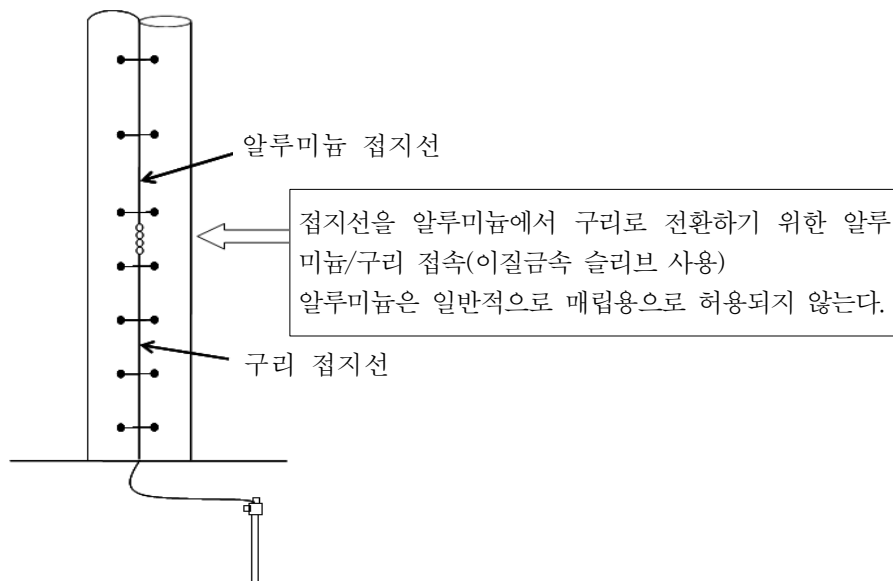 알루미늄 접지선
접지선을 알루미늄에서 구리로 전환하기 위한 알루
미늄/구리 접속(이질금속 슬리브 사용)
알루미늄은 일반적으로 매립용으로 허용되지 않는다.
구리 접지선